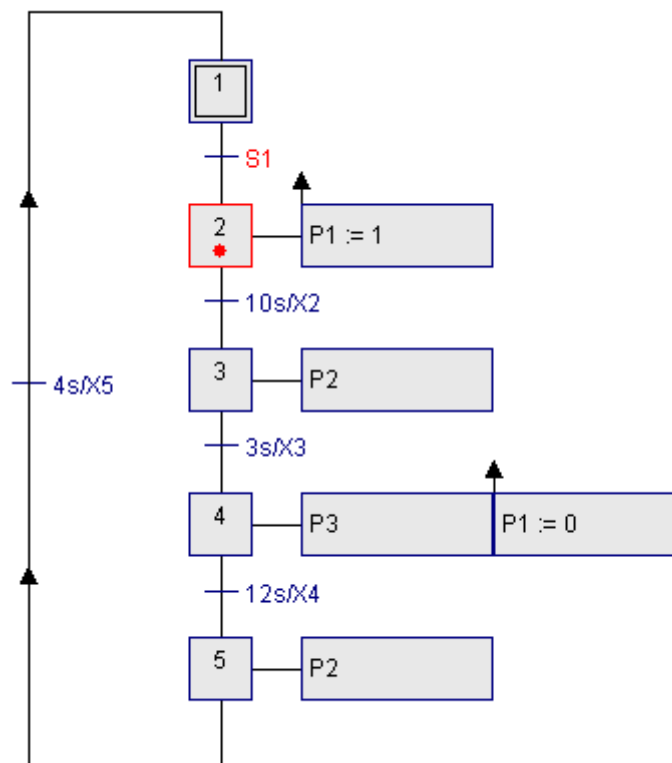 1
S1
2
P1 := 1
10s/X2
3
P2
4s/X5
3s/X3
4
P3
P1 := 0
12s/X4
5
P2